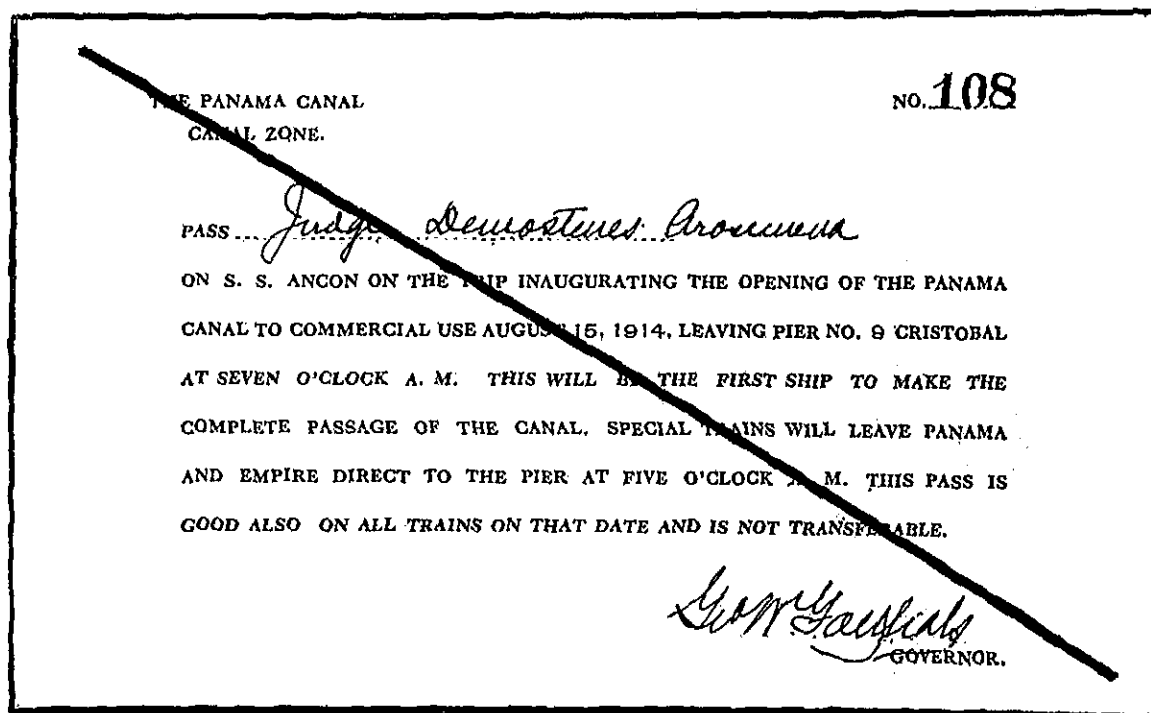 THE PANAMA CANAL
CANAL ZONE.
NO. 108
PASS Judge Demostenes Arosemena
ON S. S. ANCON ON THE TRIP INAUGURATING THE OPENING OF THE PANAMA
CANAL TO COMMERCIAL USE AUGUST 15, 1914, LEAVING PIER NO. 9 CRISTOBAL
AT SEVEN O'CLOCK A. M. THIS WILL BE THE FIRST SHIP TO MAKE THE
COMPLETE PASSAGE OF THE CANAL. SPECIAL TRAINS WILL LEAVE PANAMA
AND EMPIRE DIRECT TO THE PIER AT FIVE O'CLOCK A. M. THIS PASS IS
GOOD ALSO ON ALL TRAINS ON THAT DATE AND IS NOT TRANSFERABLE.
Geo W Goethals
GOVERNOR.